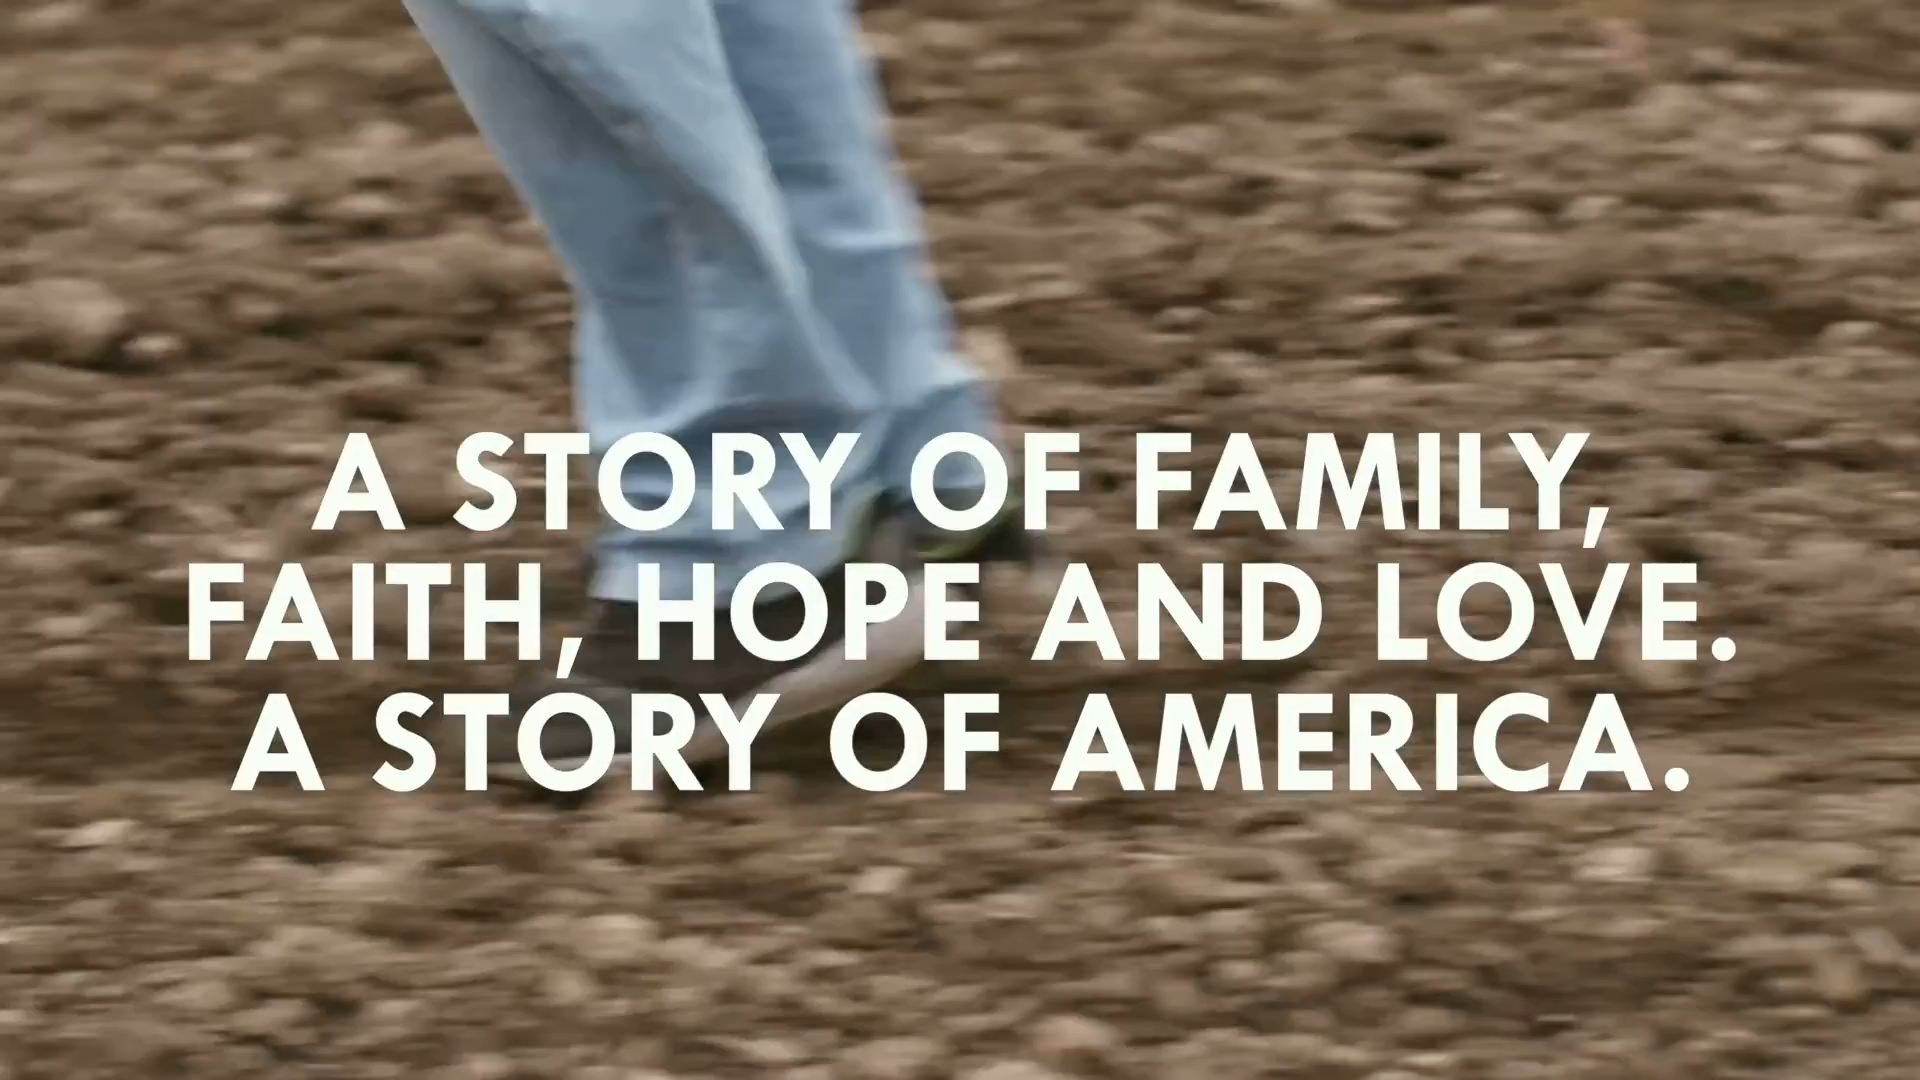 A STORY OF FAMILY,
FAITH, HOPE AND LOVE.
A STORY OF AMERICA.